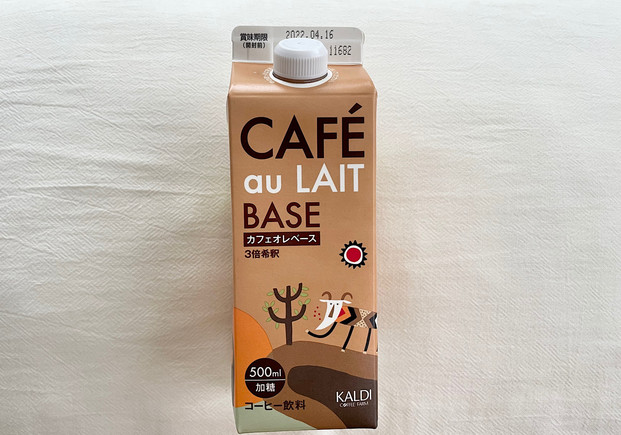 賞味期限
(開封前)
2022.04.16
11682
CAFÉ
au LAIT
BASE
カフェオレベース
3倍希釈
500ml
加糖
コーヒー飲料
KALDI
COFFEE FARM